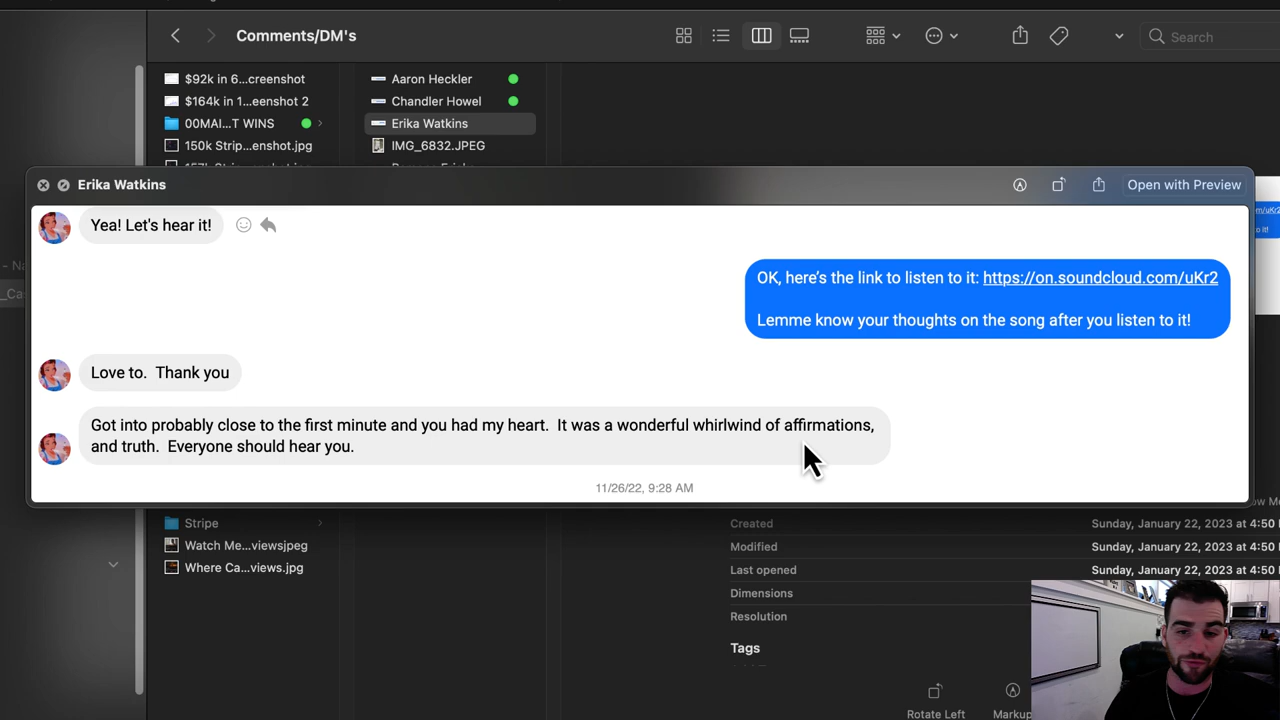 Comments/DM's
Search
$92k in 6...creenshot
$164k in 1...eenshot 2
00MAI...T WINS
150k Strip...enshot.jpg
Aaron Heckler
Chandler Howel
Erika Watkins
IMG_6832.JPEG
Erika Watkins
Open with Preview
Yea! Let's hear it!
OK, here's the link to listen to it: https://on.soundcloud.com/uKr2
Lemme know your thoughts on the song after you listen to it!
Love to. Thank you
Got into probably close to the first minute and you had my heart. It was a wonderful whirlwind of affirmations,
and truth. Everyone should hear you.
11/26/22, 9:28 AM
Stripe
Watch Me...viewsjpeg
Where Ca...views.jpg
Created
Sunday, January 22, 2023 at 4:50
Modified
Sunday, January 22, 2023 at 4:50
Last opened
Sunday, January 22, 2023 at 4:50
Dimensions
Resolution
Tags
Rotate Left
Markup